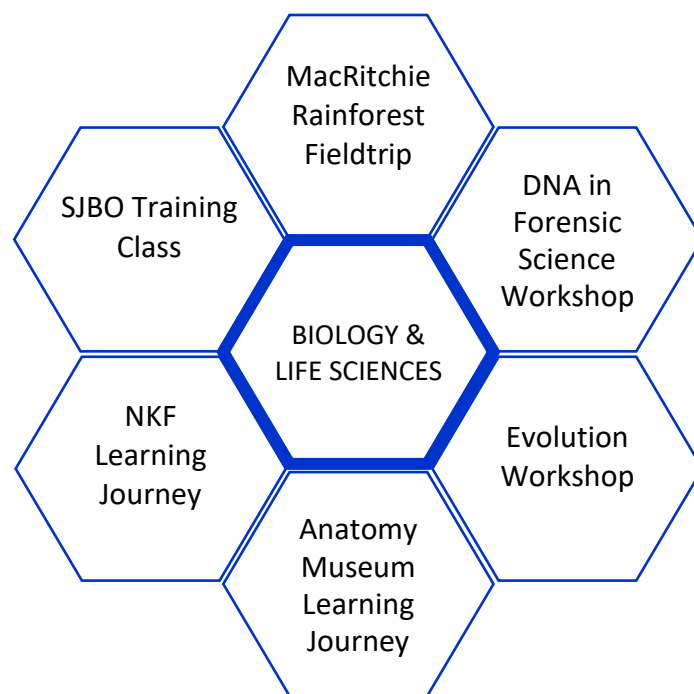 MacRitchie
Rainforest
Fieldtrip
SJBO Training
Class
DNA in
Forensic
Science
Workshop
BIOLOGY &
LIFE SCIENCES
NKF
Learning
Journey
Evolution
Workshop
Anatomy
Museum
Learning
Journey